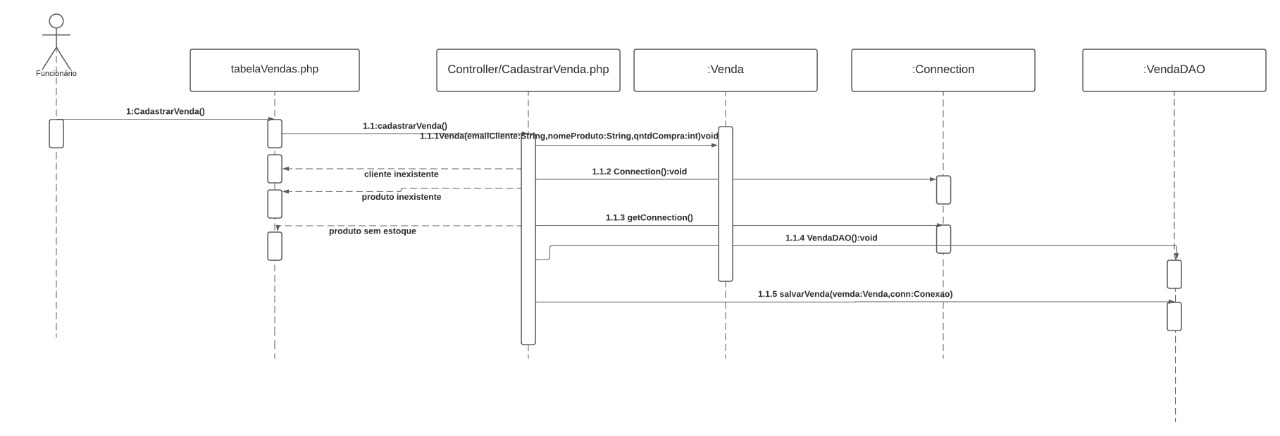 Funcionário
tabelaVendas.php
Controller/CadastrarVenda.php
:Venda
:Connection
:VendaDAO
1:CadastrarVenda()
1.1:cadastrarVenda()
1.1.1Venda(emailCliente:String,nomeProduto:String,qntdCompra:int)void
cliente inexistente
1.1.2 Connection():void
produto inexistente
1.1.3 getConnection()
produto sem estoque
1.1.4 VendaDAO():void
1.1.5 salvarVenda(vemda:Venda,conn:Conexao)